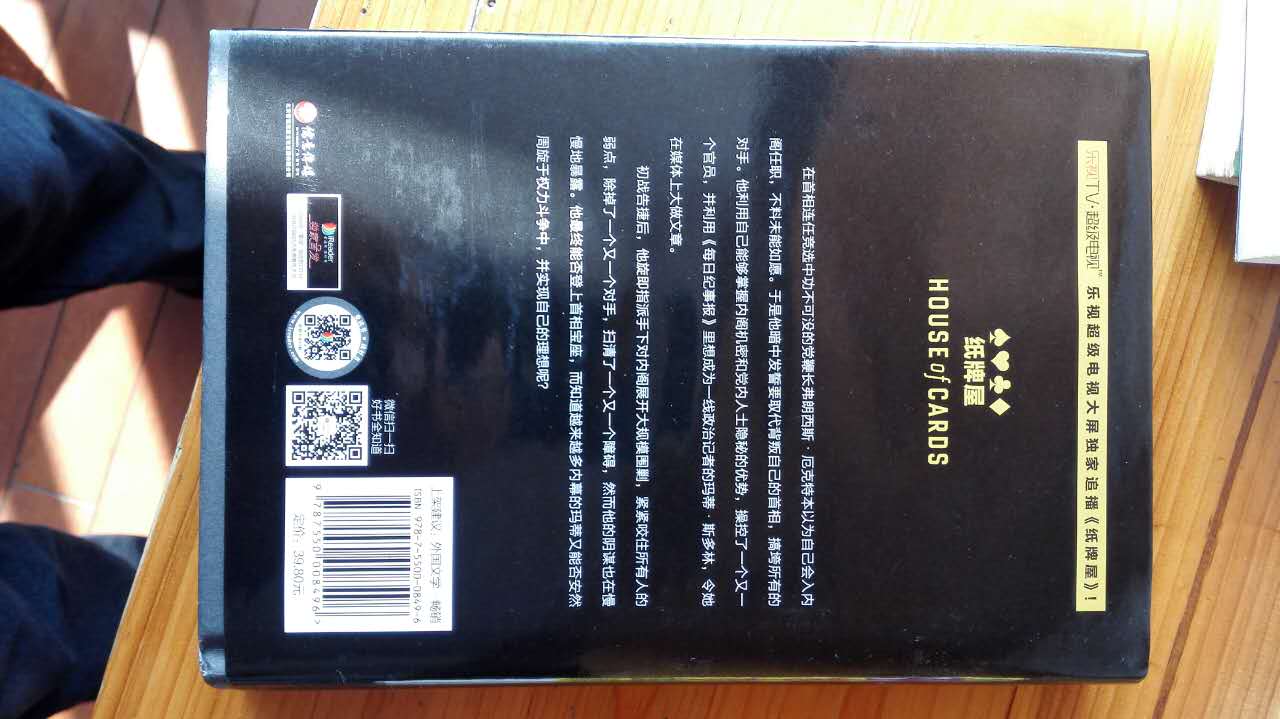 乐视TV·超级电视™ 乐视超级电视大屏独家追播《纸牌屋》！
纸牌屋
HOUSE of CARDS
在首相连任竞选中功不可没的党鞭长弗朗西斯·厄克特本以为自己会入内
阁任职，不料未能如愿。于是他暗中发誓要取代背叛自己的首相，搞垮所有的
对手。他利用自己能够掌握内阁机密和党内人士隐秘的优势，操控了一个又一
个官员，并利用《每日纪事报》里想成为一线政治记者的玛蒂·斯多林，令她
在媒体上大做文章。
初战告捷后，他旋即指派手下对内阁展开大规模围剿，紧紧咬住所有人的
弱点，除掉了一个又一个对手，扫清了一个又一个障碍，然而他的阴谋也在慢
慢地暴露。他最终能否登上首相宝座，而知道越来越多内幕的玛蒂又能否安然
周旋于权力斗争中，并实现自己的理想呢？
iReader
微信扫一扫
好书全知道
上架建议：外国文学 畅销
ISBN 978-7-5500-0849-6
9 787550 008496>
定价：39.80元